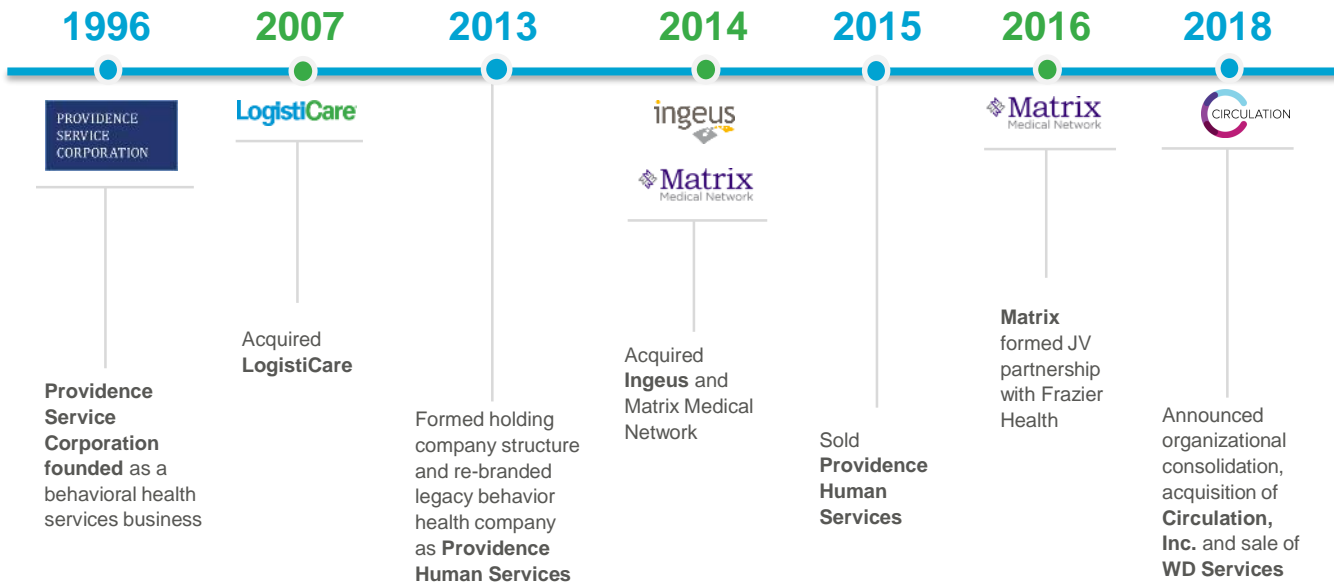 1996
2007
2013
2014
2015
2016
2018
PROVIDENCE
SERVICE
CORPORATION
LogistiCare
ingeus
Matrix
Medical Network
Matrix
Medical Network
CIRCULATION
Providence
Service
Corporation
founded as a
behavioral health
services business
Acquired
LogistiCare
Formed holding
company structure
and re-branded
legacy behavior
health company
as Providence
Human Services
Acquired
Ingeus and
Matrix Medical
Network
Sold
Providence
Human
Services
Matrix
formed JV
partnership
with Frazier
Health
Announced
organizational
consolidation,
acquisition of
Circulation,
Inc. and sale of
WD Services